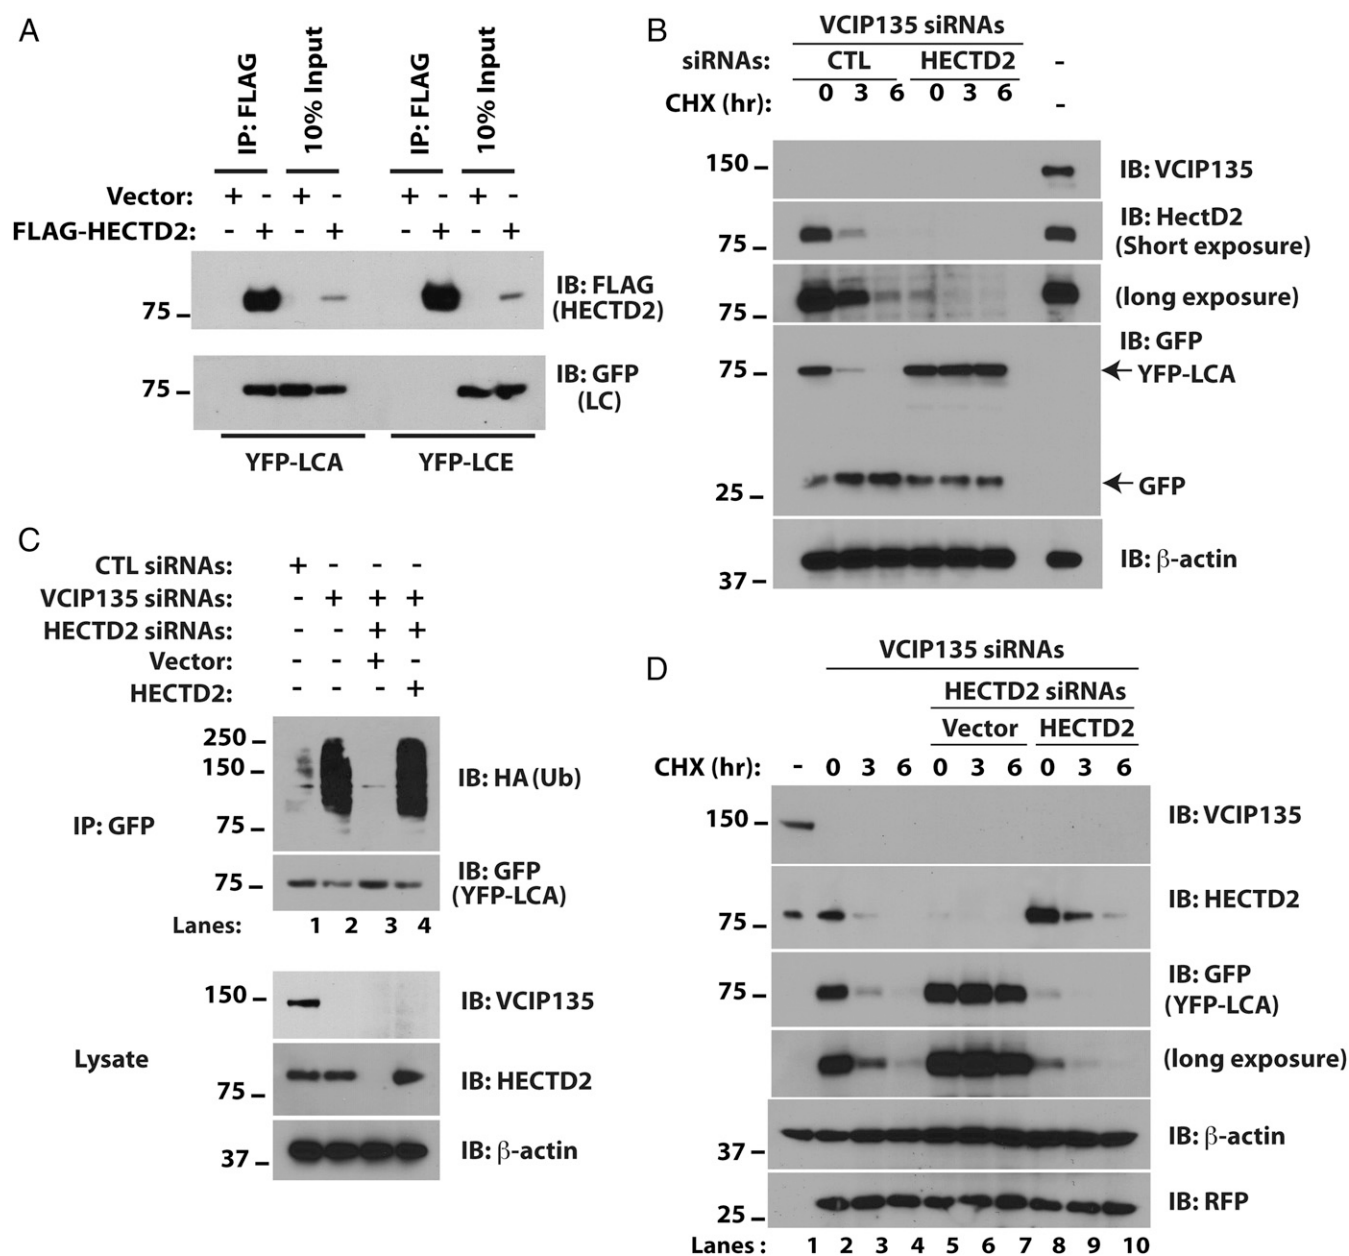 A
IP: FLAG
10% Input
IP: FLAG
10% Input
Vector: + - + - + - + -
FLAG-HECTD2: - + - + - + - +
75
IB: FLAG
(HECTD2)
75
IB: GFP
(LC)
YFP-LCA YFP-LCE
B
VCIP135 siRNAs
siRNAs: CTL HECTD2 -
CHX (hr): 0 3 6 0 3 6 -
150 IB: VCIP135
IB: HectD2
75 (Short exposure)
75 (long exposure)
IB: GFP
75 YFP-LCA
25 GFP
37 IB: β-actin
C
CTL siRNAs: + - - -
VCIP135 siRNAs: - + + +
HECTD2 siRNAs: - - + +
Vector: - - + -
HECTD2: - - - +
250
150 IB: HA (Ub)
IP: GFP
75
75 IB: GFP
(YFP-LCA)
Lanes: 1 2 3 4
150 IB: VCIP135
Lysate
75 IB: HECTD2
37 IB: β-actin
D
VCIP135 siRNAs
HECTD2 siRNAs
Vector HECTD2
CHX (hr): - 0 3 6 0 3 6 0 3 6
150 IB: VCIP135
75 IB: HECTD2
75 IB: GFP
(YFP-LCA)
(long exposure)
37 IB: β-actin
25 IB: RFP
Lanes : 1 2 3 4 5 6 7 8 9 10